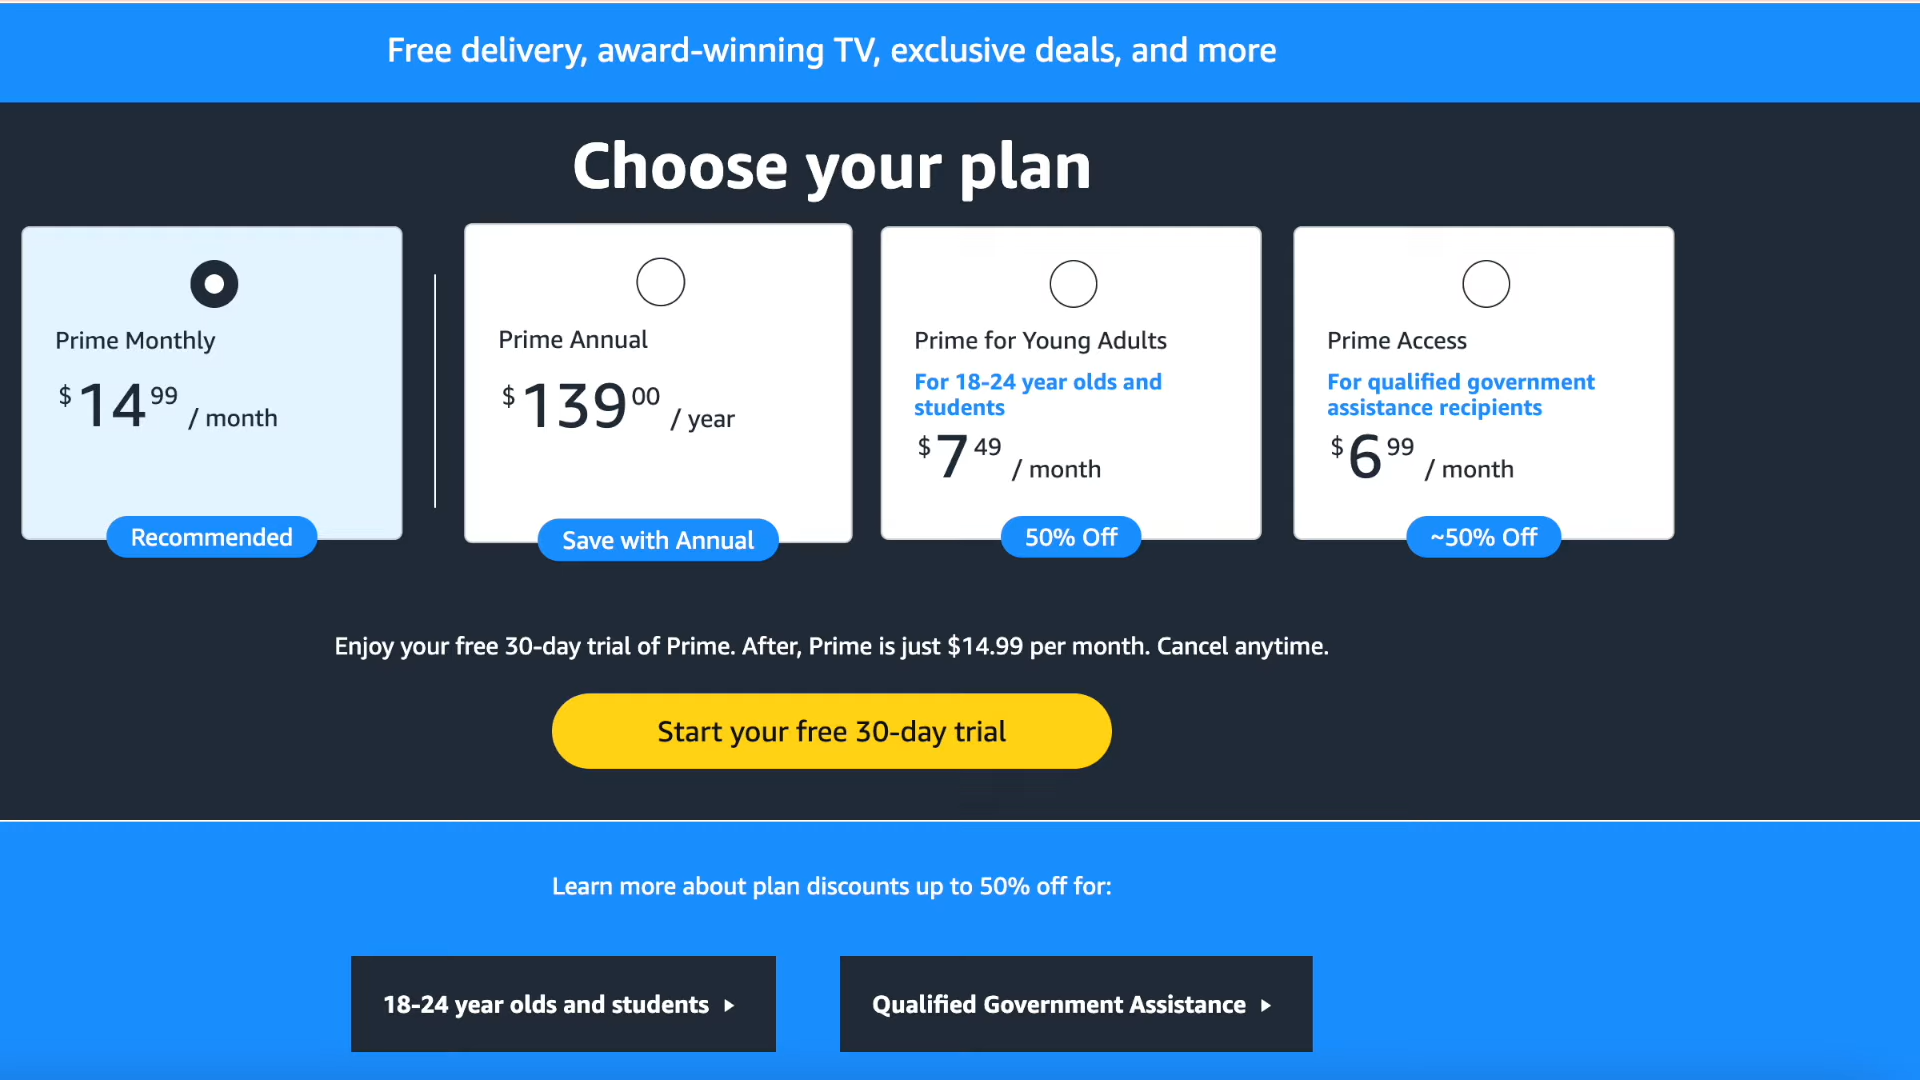 Free delivery, award-winning TV, exclusive deals, and more
Choose your plan
Prime Monthly
$14 99 / month
Recommended
Prime Annual
$139 00 / year
Save with Annual
Prime for Young Adults
For 18-24 year olds and
students
$7 49 / month
50% Off
Prime Access
For qualified government
assistance recipients
$6 99 / month
~50% Off
Enjoy your free 30-day trial of Prime. After, Prime is just $14.99 per month. Cancel anytime.
Start your free 30-day trial
Learn more about plan discounts up to 50% off for:
18-24 year olds and students
Qualified Government Assistance